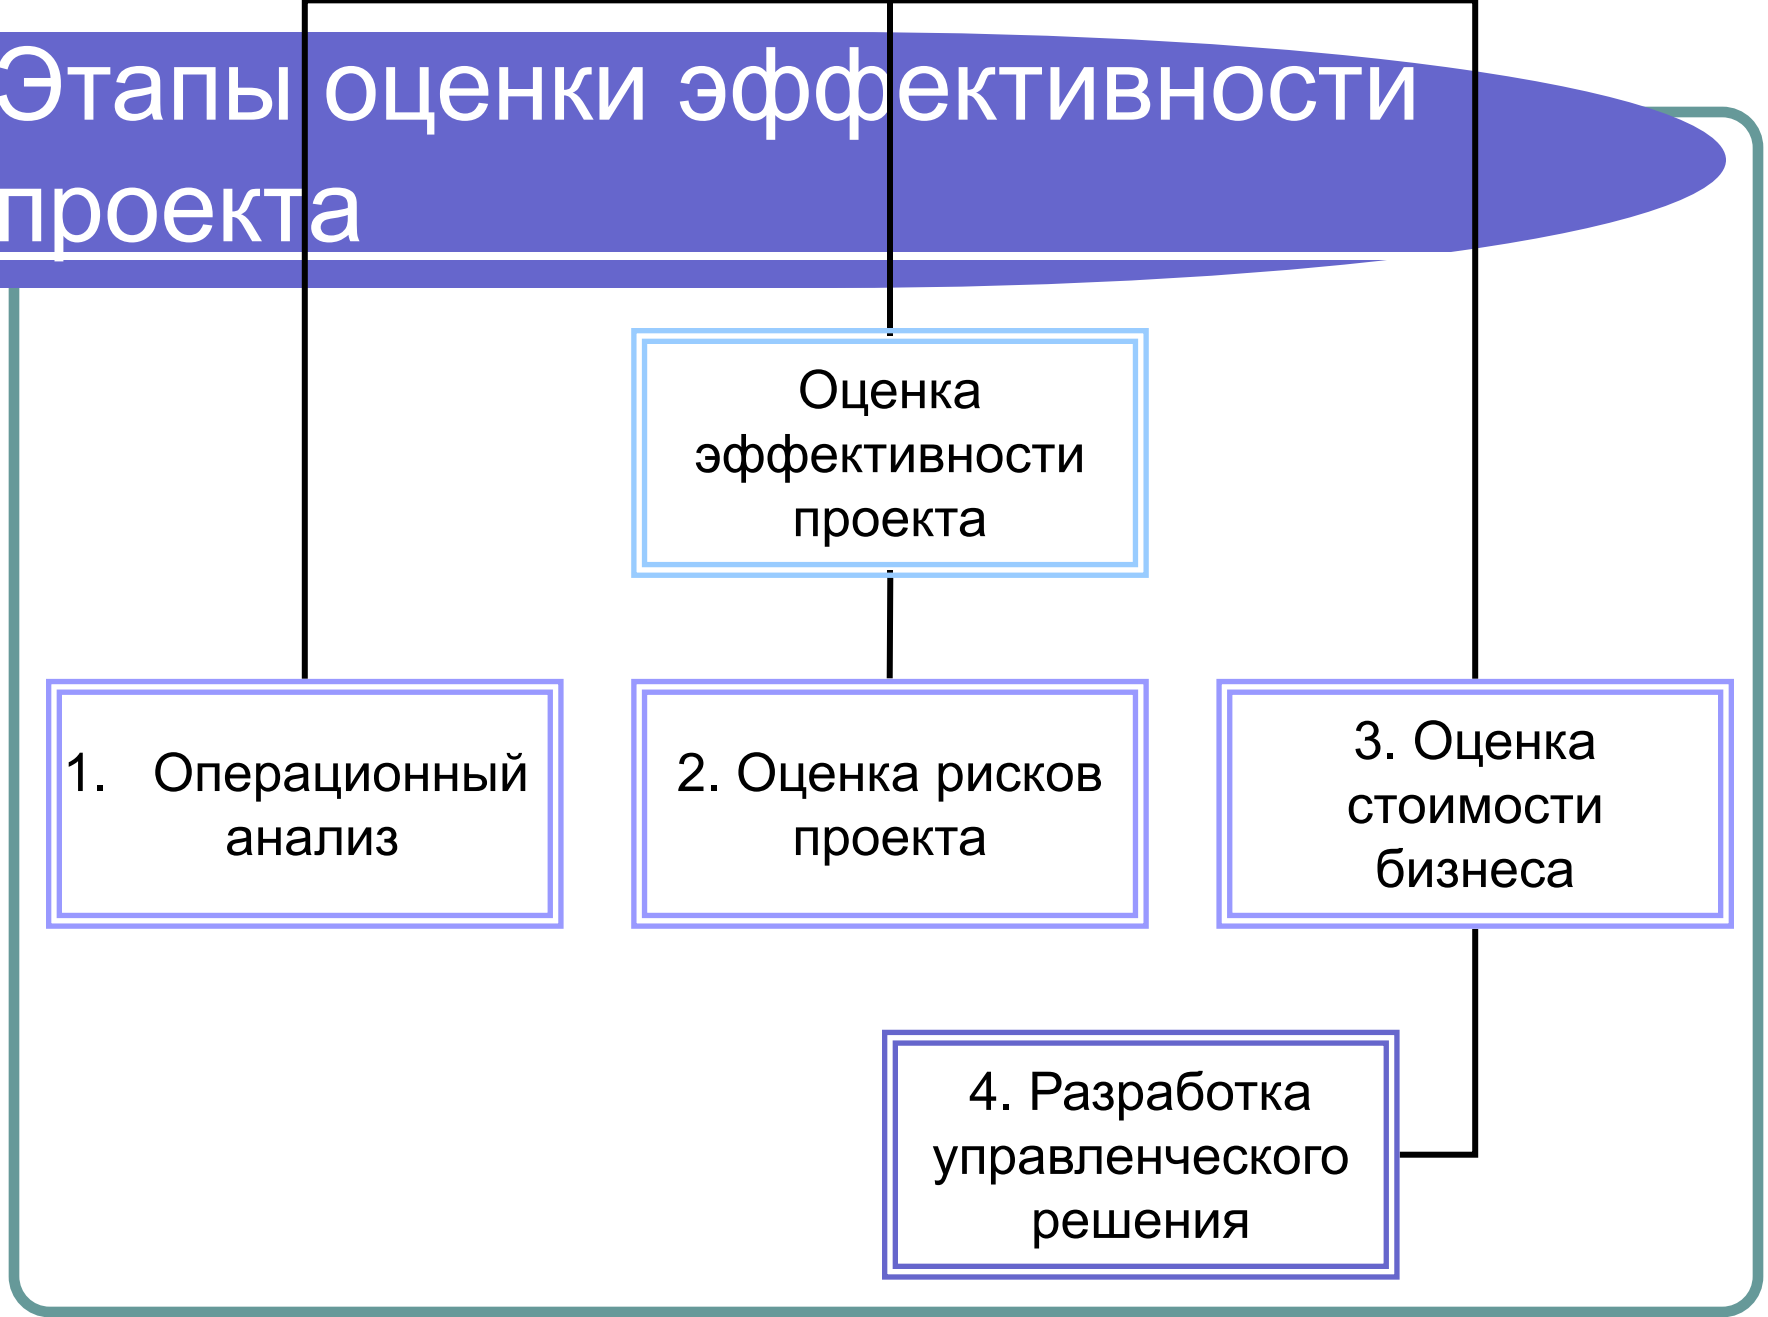 Этапы оценки эффективности
проекта
Оценка
эффективности
проекта
1. Операционный
анализ
2. Оценка рисков
проекта
3. Оценка
стоимости
бизнеса
4. Разработка
управленческого
решения